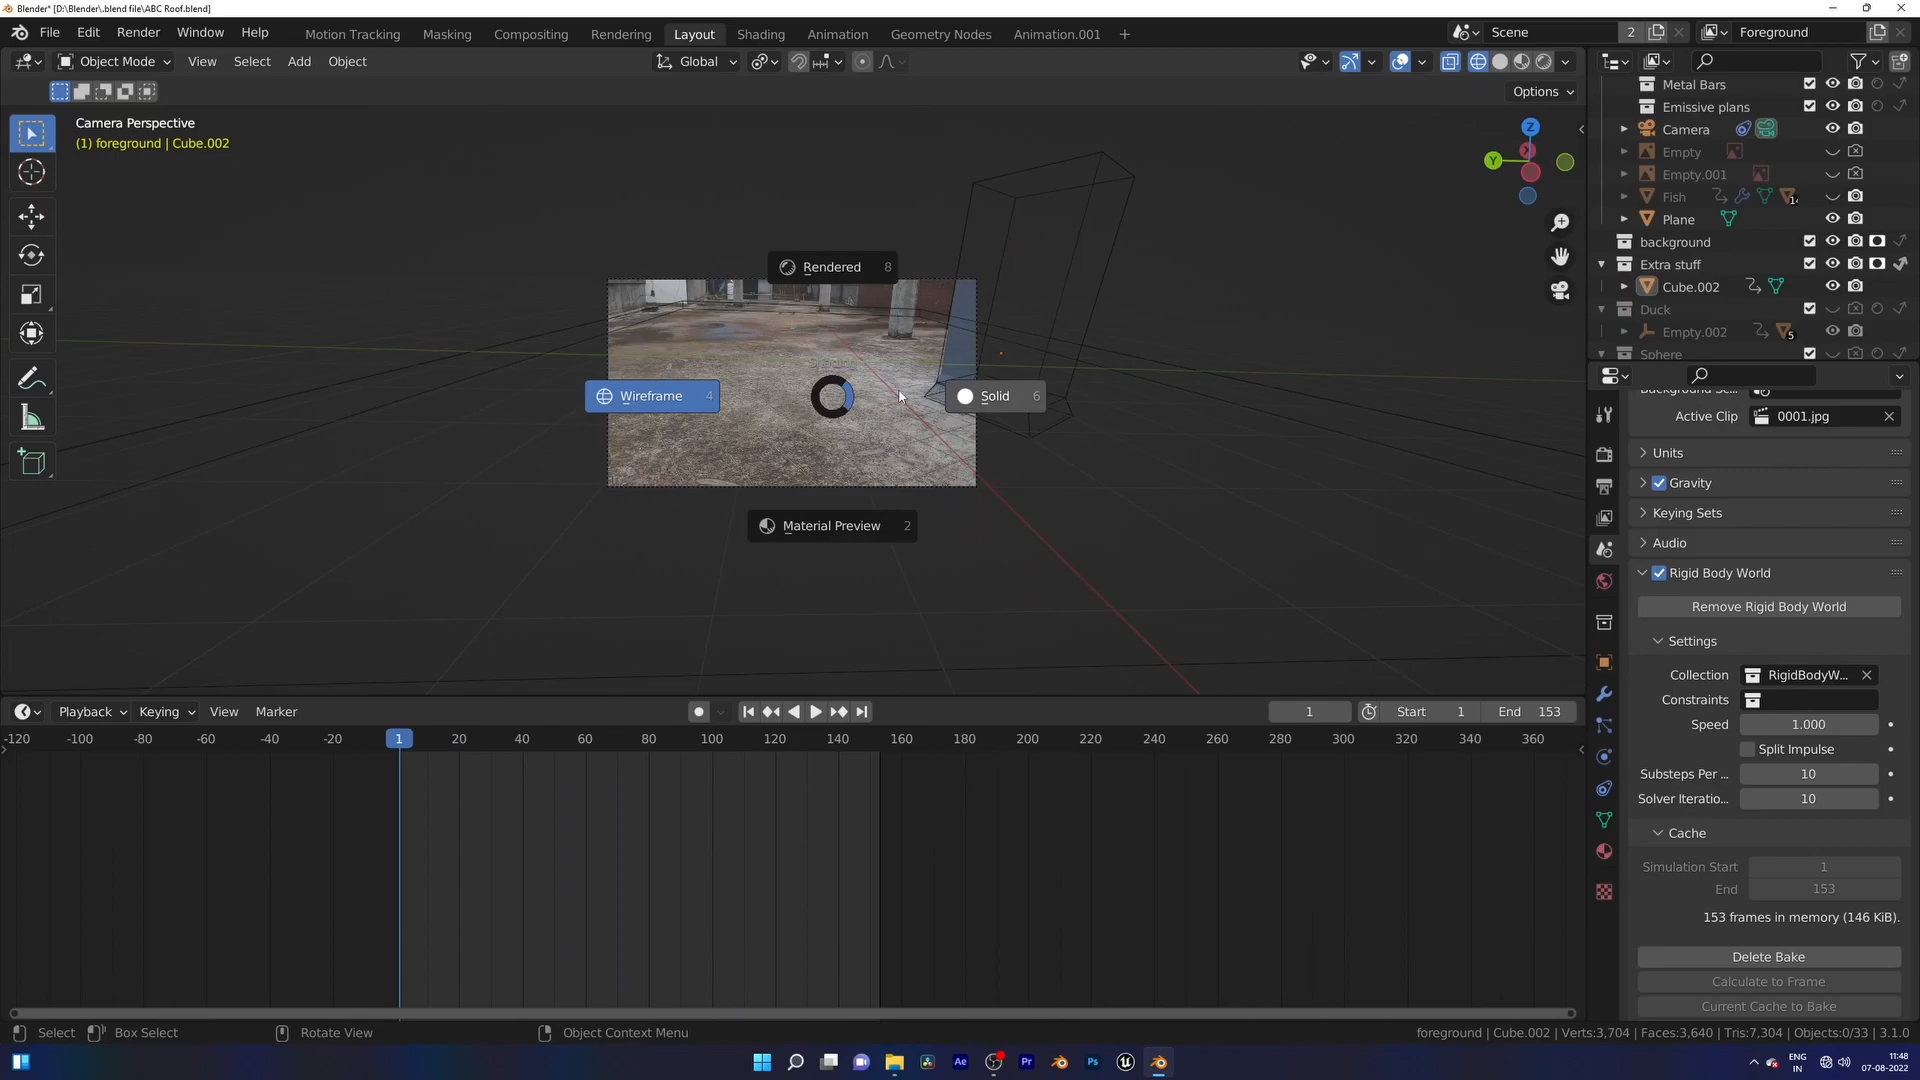 Blender* [D:\Blender\.blend file\ABC Roof.blend]
File Edit Render Window Help
Motion Tracking Masking Compositing Rendering Layout Shading Animation Geometry Nodes Animation.001 +
Scene 2 Foreground
Object Mode View Select Add Object
Global
Options
Camera Perspective
(1) foreground | Cube.002
Z
Y
X
Rendered 8
Wireframe 4
Solid 6
Material Preview 2
Metal Bars
Emissive plans
Camera
Empty
Empty.001
Fish
Plane
background
Extra stuff
Cube.002
Duck
Empty.002 5
Sphere
Active Clip 0001.jpg
Units
Gravity
Keying Sets
Audio
Rigid Body World
Remove Rigid Body World
Settings
Collection RigidBodyW...
Constraints
Speed 1.000
Split Impulse
Substeps Per ... 10
Solver Iteratio... 10
Cache
Simulation Start 1
End 153
153 frames in memory (146 KiB).
Delete Bake
Calculate to Frame
Current Cache to Bake
Playback Keying View Marker
1 Start 1 End 153
-120 -100 -80 -60 -40 -20 1 20 40 60 80 100 120 140 160 180 200 220 240 260 280 300 320 340 360
Select Box Select Rotate View Object Context Menu
foreground | Cube.002 | Verts:3,704 | Faces:3,640 | Tris:7,304 | Objects:0/33 | 3.1.0
Ae Pr Ps
ENG
IN
11:48
07-08-2022